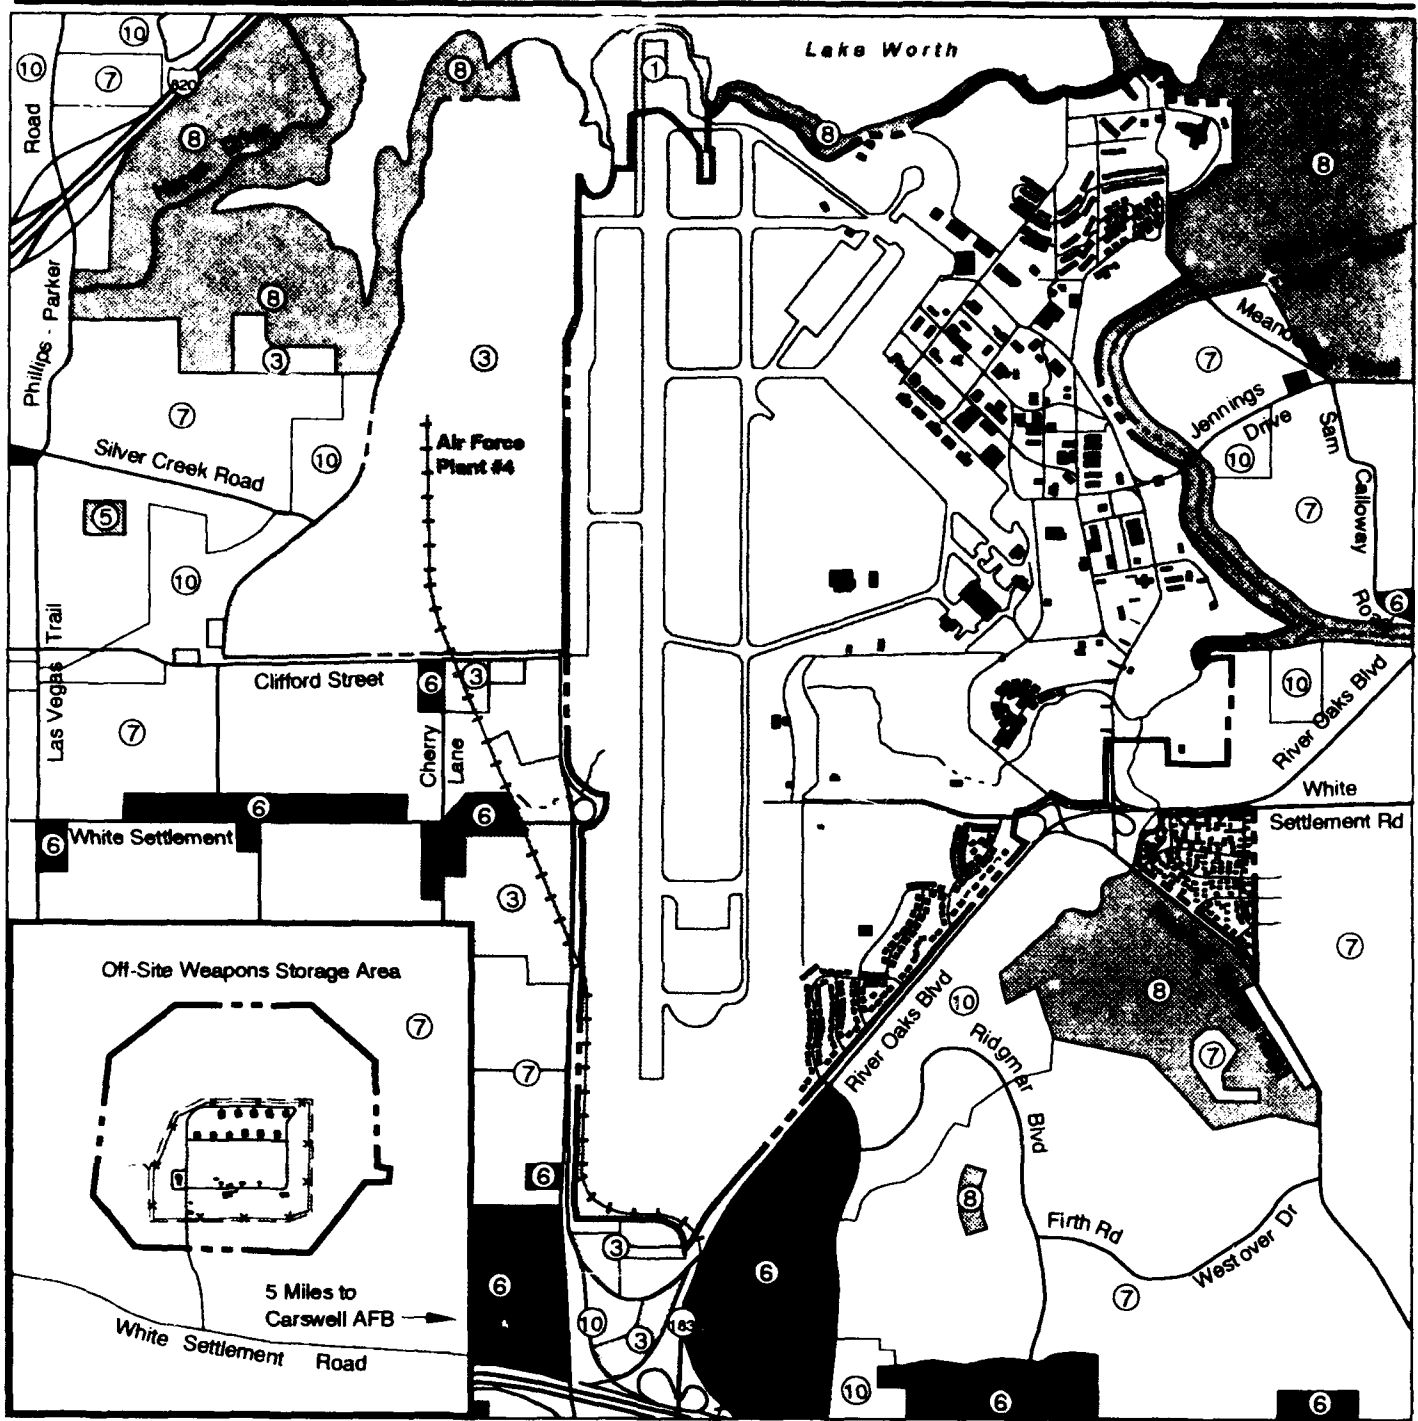 Lake Worth
10
10
7
1
820
8
8
8
8
Road
Phillips - Parker
8
3
3
7
Jennings
Drive
Sam
Calloway
7
Silver Creek Road
10
Air Force
Plant #4
10
7
5
10
6
Las Vegas Trail
Clifford Street
6
3
10
River Oaks Blvd
7
Cherry
Lane
White
Settlement Rd
6
6
White Settlement
6
3
7
Off-Site Weapons Storage Area
7
River Oaks Blvd
10
8
Ridgmar Blvd
7
7
6
8
Firth Rd
Westover Dr
3
6
6
7
5 Miles to
Carswell AFB
White Settlement Road
10
3
183
10
6
6